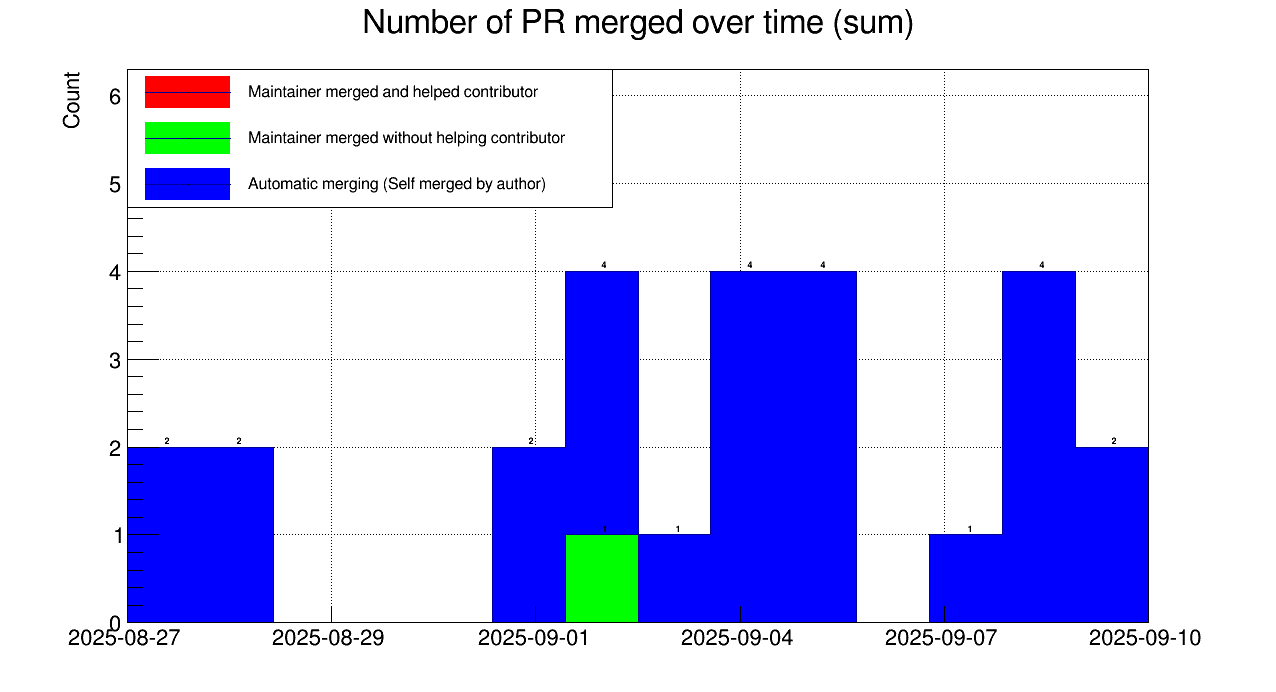 Number of PR merged over time (sum)
Count
Maintainer merged and helped contributor
Maintainer merged without helping contributor
Automatic merging (Self merged by author)
6
5
4
3
2
1
0
2 2 2 4 1 1 4 4 1 4 2
2025-08-27 2025-08-29 2025-09-01 2025-09-04 2025-09-07 2025-09-10